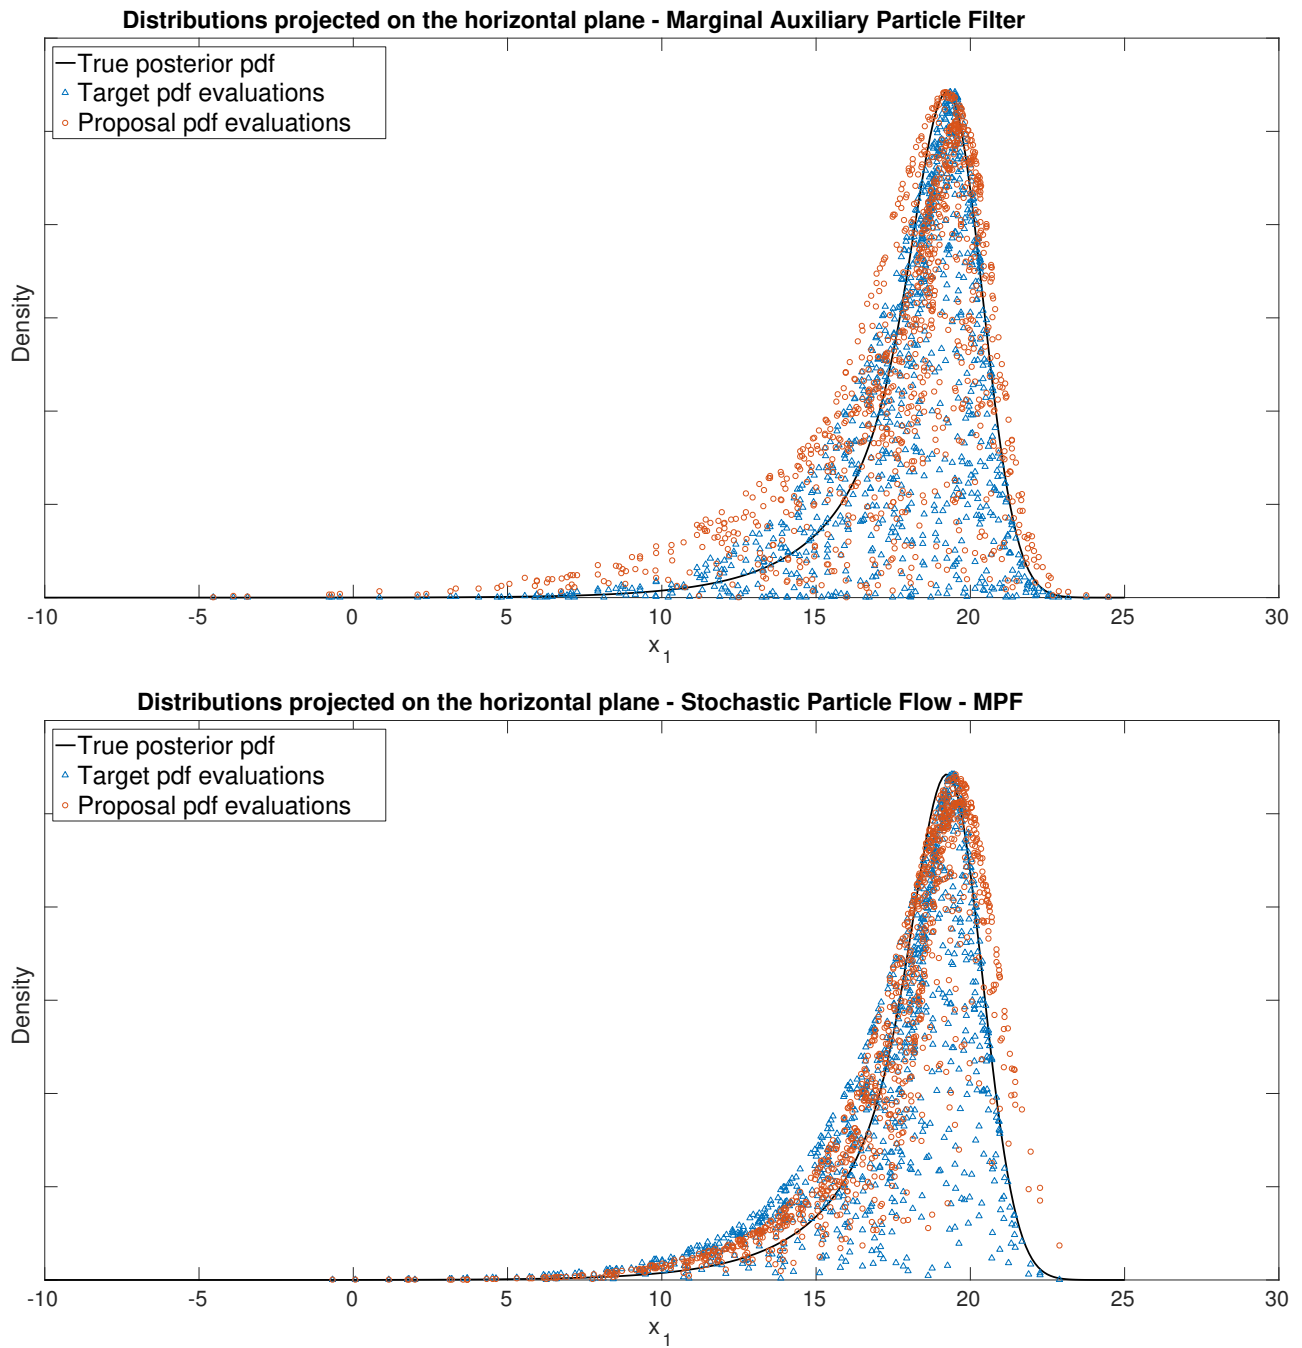 Distributions projected on the horizontal plane - Marginal Auxiliary Particle Filter
True posterior pdf
Target pdf evaluations
Proposal pdf evaluations
Density
-10 -5 0 5 10 15 20 25 30
x1
Distributions projected on the horizontal plane - Stochastic Particle Flow - MPF
True posterior pdf
Target pdf evaluations
Proposal pdf evaluations
Density
-10 -5 0 5 10 15 20 25 30
x1